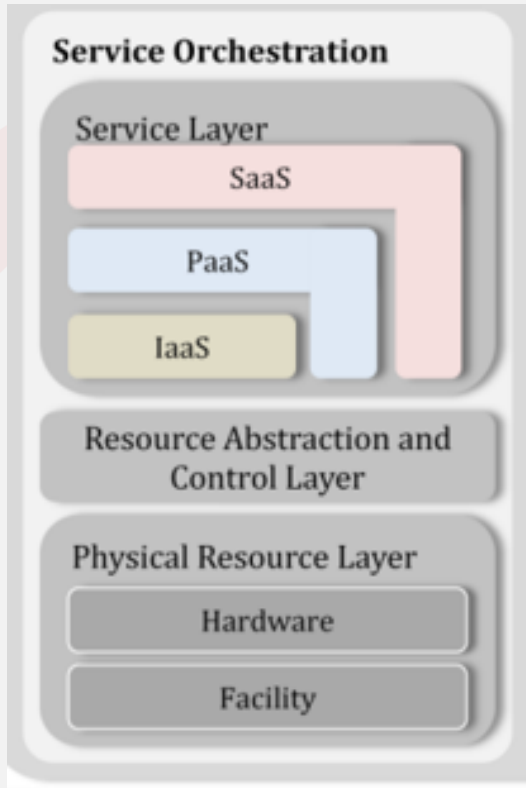 Service Orchestration
Service Layer
SaaS
PaaS
IaaS
Resource Abstraction and
Control Layer
Physical Resource Layer
Hardware
Facility